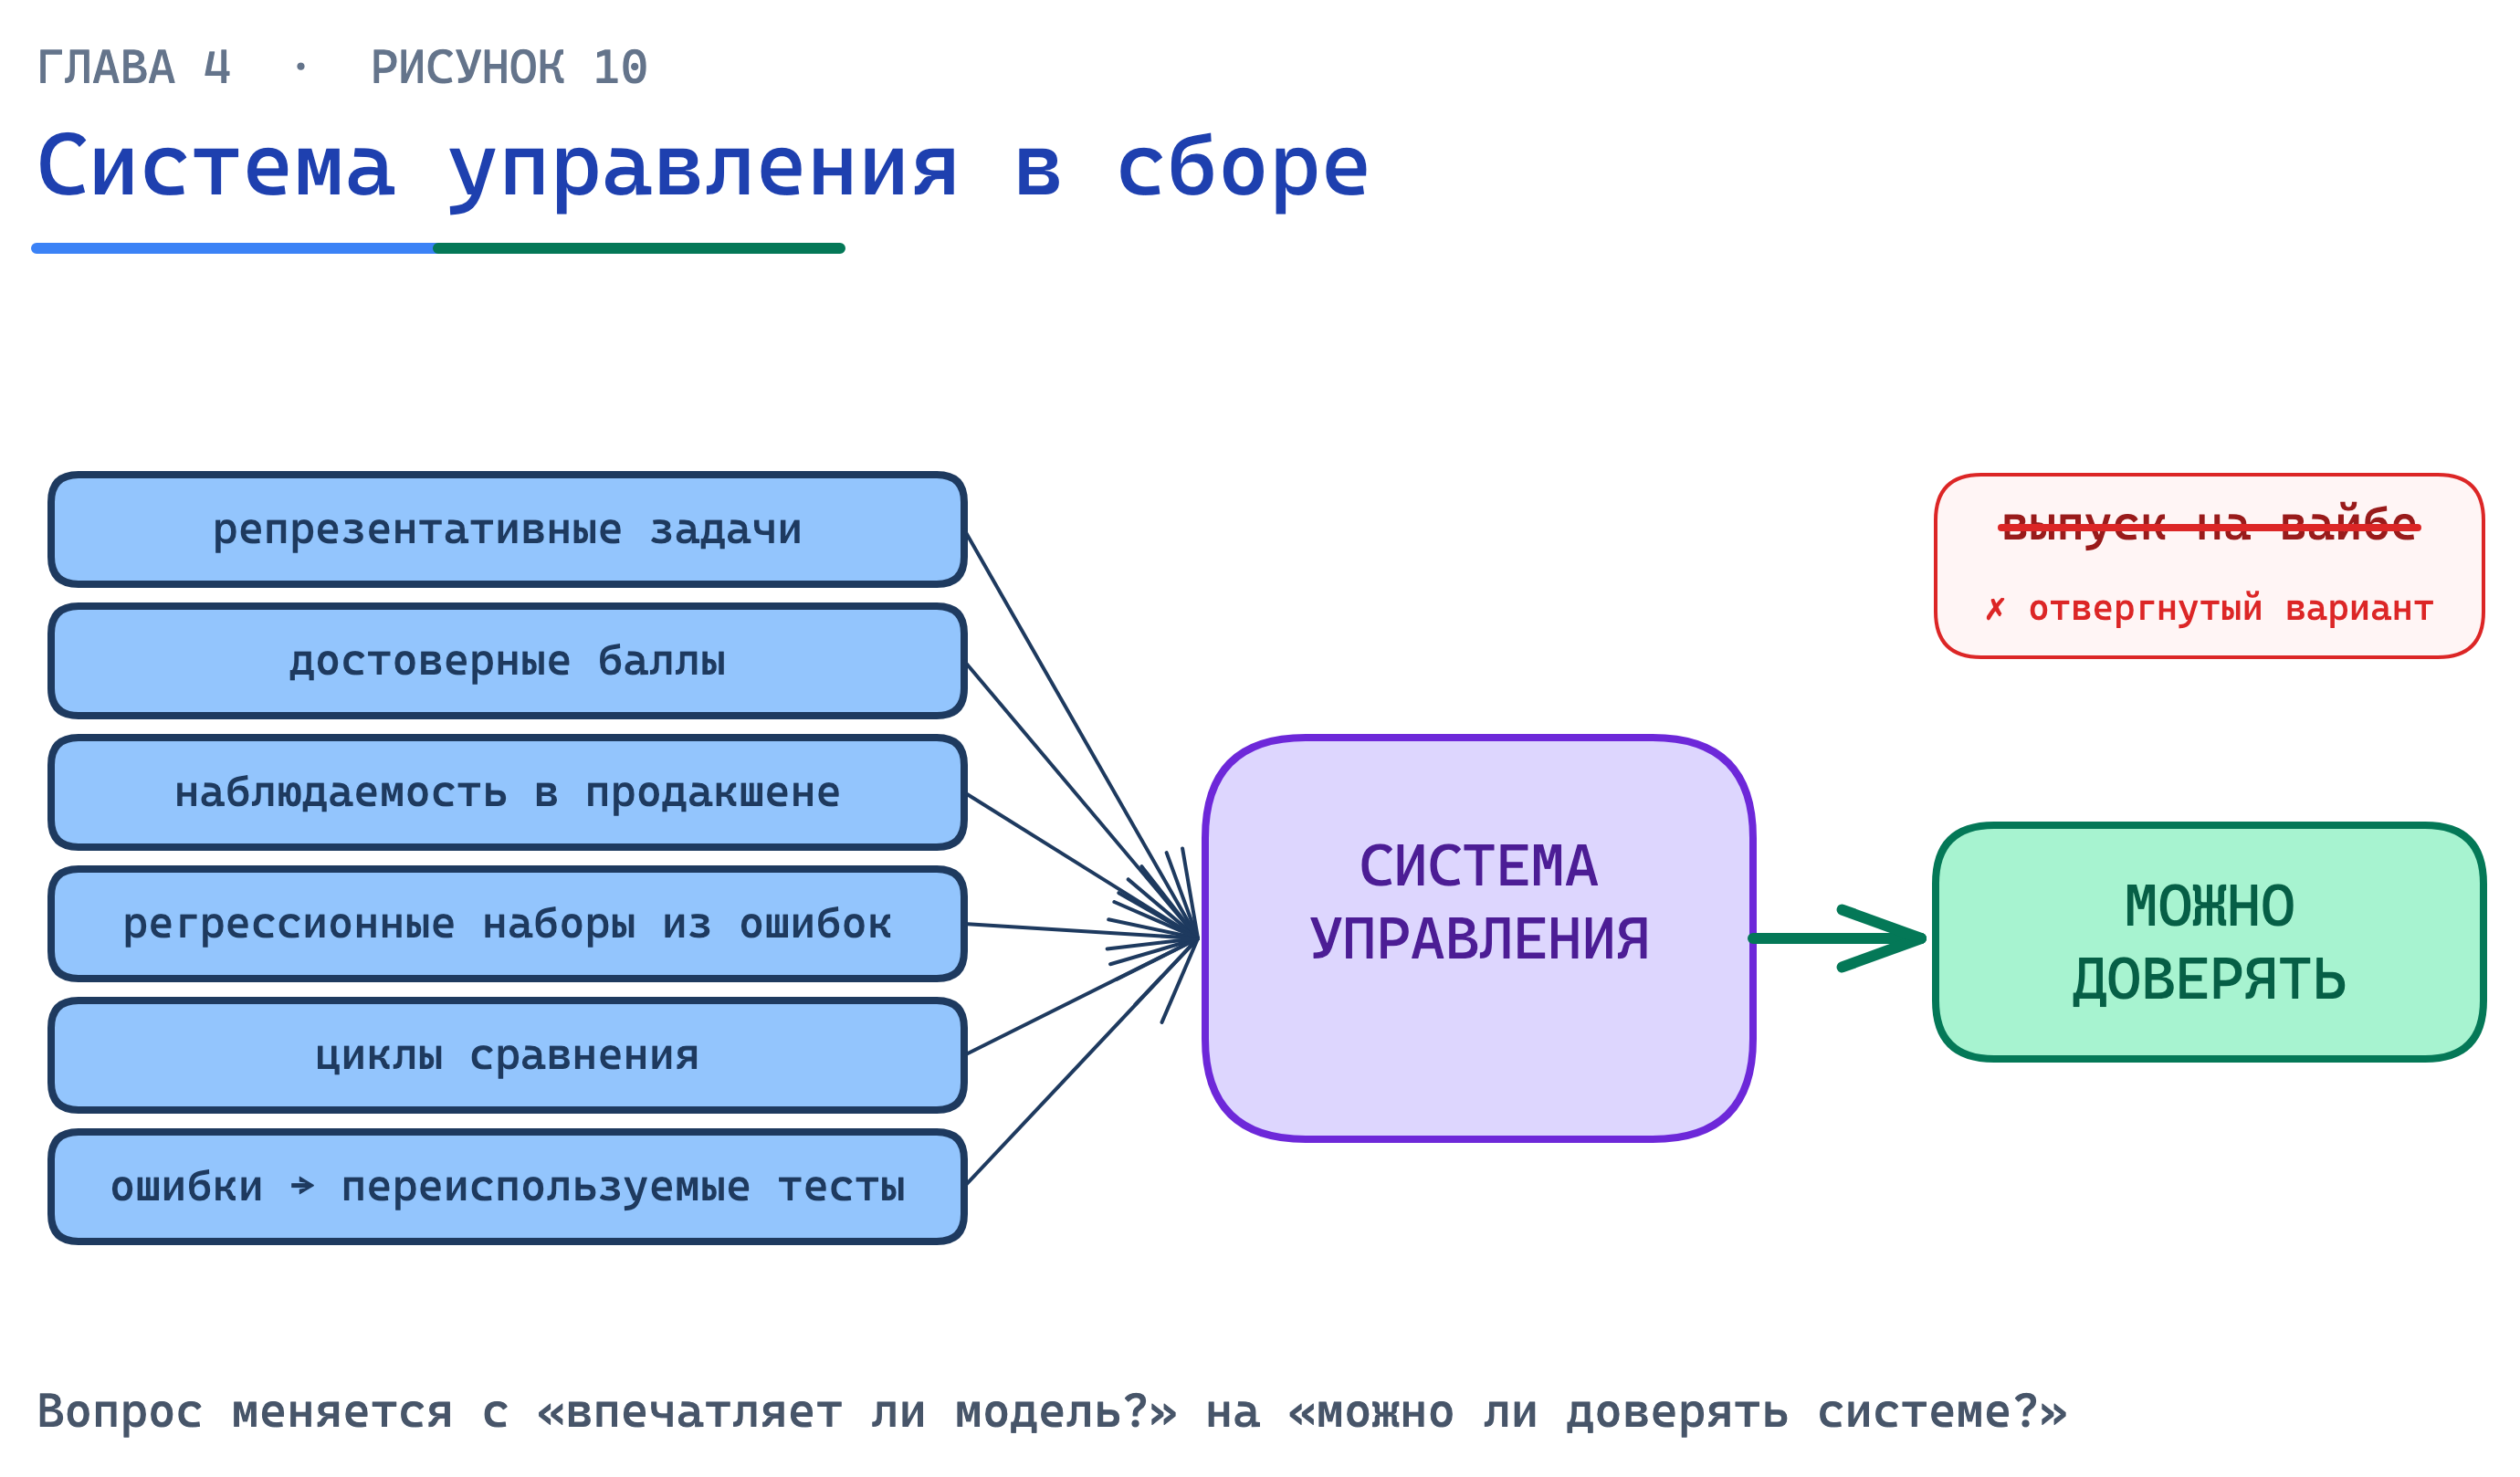 ГЛАВА 4 · РИСУНОК 10
Система управления в сборе
репрезентативные задачи
достоверные баллы
наблюдаемость в продакшене
регрессионные наборы из ошибок
циклы сравнения
ошибки → переиспользуемые тесты
СИСТЕМА
УПРАВЛЕНИЯ
выпуск на вайбе
✗ отвергнутый вариант
МОЖНО
ДОВЕРЯТЬ
Вопрос меняется с «впечатляет ли модель?» на «можно ли доверять системе?»